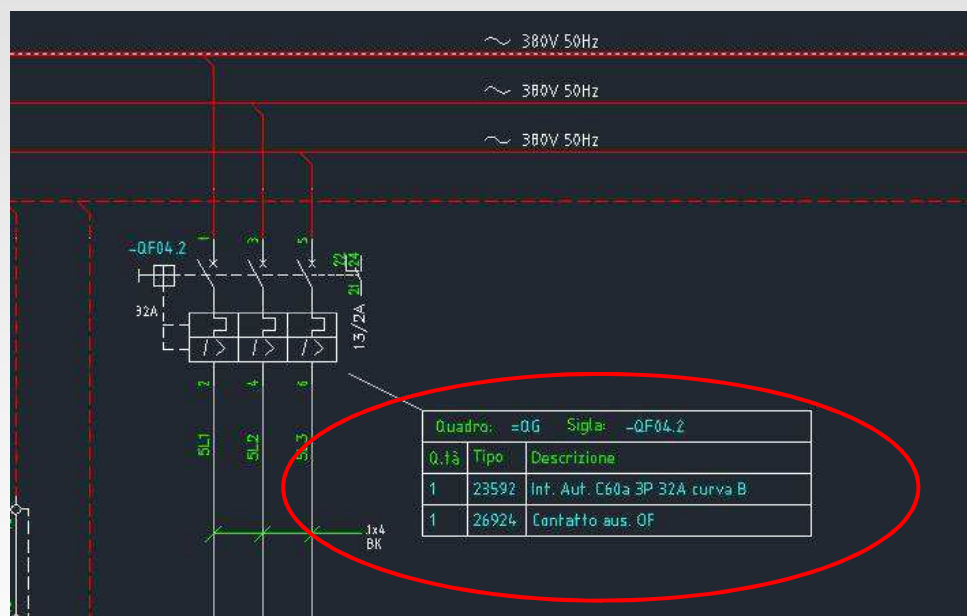 380V 50Hz
380V 50Hz
380V 50Hz
-QF04.2
1 3 5
22 24
21
32A
13/2A
2 4 6
5L1 5L2 5L3
1x4
BK
Quadro: =QG Sigla: -QF04.2
Q.tà Tipo Descrizione
1 23592 Int. Aut. C60a 3P 32A curva B
1 26924 Contatto aus. OF